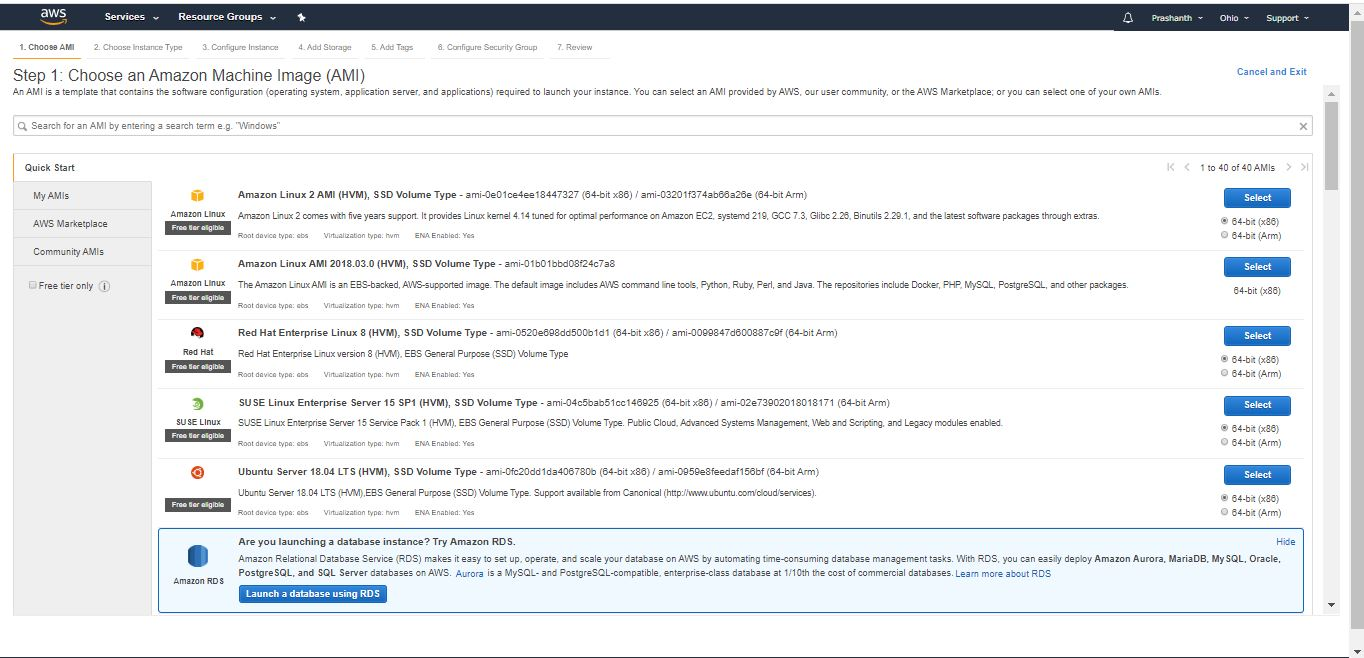 aws Services Resource Groups Prashanth Ohio Support
1. Choose AMI 2. Choose Instance Type 3. Configure Instance 4. Add Storage 5. Add Tags 6. Configure Security Group 7. Review
Step 1: Choose an Amazon Machine Image (AMI)
Cancel and Exit
An AMI is a template that contains the software configuration (operating system, application server, and applications) required to launch your instance. You can select an AMI provided by AWS, our user community, or the AWS Marketplace; or you can select one of your own AMIs.
Search for an AMI by entering a search term e.g. "Windows"
Quick Start
My AMIs
AWS Marketplace
Community AMIs
Free tier only
1 to 40 of 40 AMIs
Amazon Linux
Free tier eligible
Amazon Linux 2 AMI (HVM), SSD Volume Type - ami-0e01ce4ee18447327 (64-bit x86) / ami-03201f374ab66a26e (64-bit Arm)
Amazon Linux 2 comes with five years support. It provides Linux kernel 4.14 tuned for optimal performance on Amazon EC2, systemd 219, GCC 7.3, Glibc 2.26, Binutils 2.29.1, and the latest software packages through extras.
Root device type: ebs Virtualization type: hvm ENA Enabled: Yes
Select
64-bit (x86)
64-bit (Arm)
Amazon Linux
Free tier eligible
Amazon Linux AMI 2018.03.0 (HVM), SSD Volume Type - ami-01b01bbd08f24c7a8
The Amazon Linux AMI is an EBS-backed, AWS-supported image. The default image includes AWS command line tools, Python, Ruby, Perl, and Java. The repositories include Docker, PHP, MySQL, PostgreSQL, and other packages.
Root device type: ebs Virtualization type: hvm ENA Enabled: Yes
Select
64-bit (x86)
Red Hat
Free tier eligible
Red Hat Enterprise Linux 8 (HVM), SSD Volume Type - ami-0520e698dd500b1d1 (64-bit x86) / ami-0099847d600887c9f (64-bit Arm)
Red Hat Enterprise Linux version 8 (HVM), EBS General Purpose (SSD) Volume Type
Root device type: ebs Virtualization type: hvm ENA Enabled: Yes
Select
64-bit (x86)
64-bit (Arm)
SUSE Linux
Free tier eligible
SUSE Linux Enterprise Server 15 SP1 (HVM), SSD Volume Type - ami-04c5bab51cc146925 (64-bit x86) / ami-02e73902018018171 (64-bit Arm)
SUSE Linux Enterprise Server 15 Service Pack 1 (HVM), EBS General Purpose (SSD) Volume Type. Public Cloud, Advanced Systems Management, Web and Scripting, and Legacy modules enabled.
Root device type: ebs Virtualization type: hvm ENA Enabled: Yes
Select
64-bit (x86)
64-bit (Arm)
Free tier eligible
Ubuntu Server 18.04 LTS (HVM), SSD Volume Type - ami-0fc20dd1da406780b (64-bit x86) / ami-0959e8feedaf156bf (64-bit Arm)
Ubuntu Server 18.04 LTS (HVM),EBS General Purpose (SSD) Volume Type. Support available from Canonical (http://www.ubuntu.com/cloud/services).
Root device type: ebs Virtualization type: hvm ENA Enabled: Yes
Select
64-bit (x86)
64-bit (Arm)
Amazon RDS
Are you launching a database instance? Try Amazon RDS.
Hide
Amazon Relational Database Service (RDS) makes it easy to set up, operate, and scale your database on AWS by automating time-consuming database management tasks. With RDS, you can easily deploy Amazon Aurora, MariaDB, MySQL, Oracle,
PostgreSQL, and SQL Server databases on AWS. Aurora is a MySQL- and PostgreSQL-compatible, enterprise-class database at 1/10th the cost of commercial databases. Learn more about RDS
Launch a database using RDS